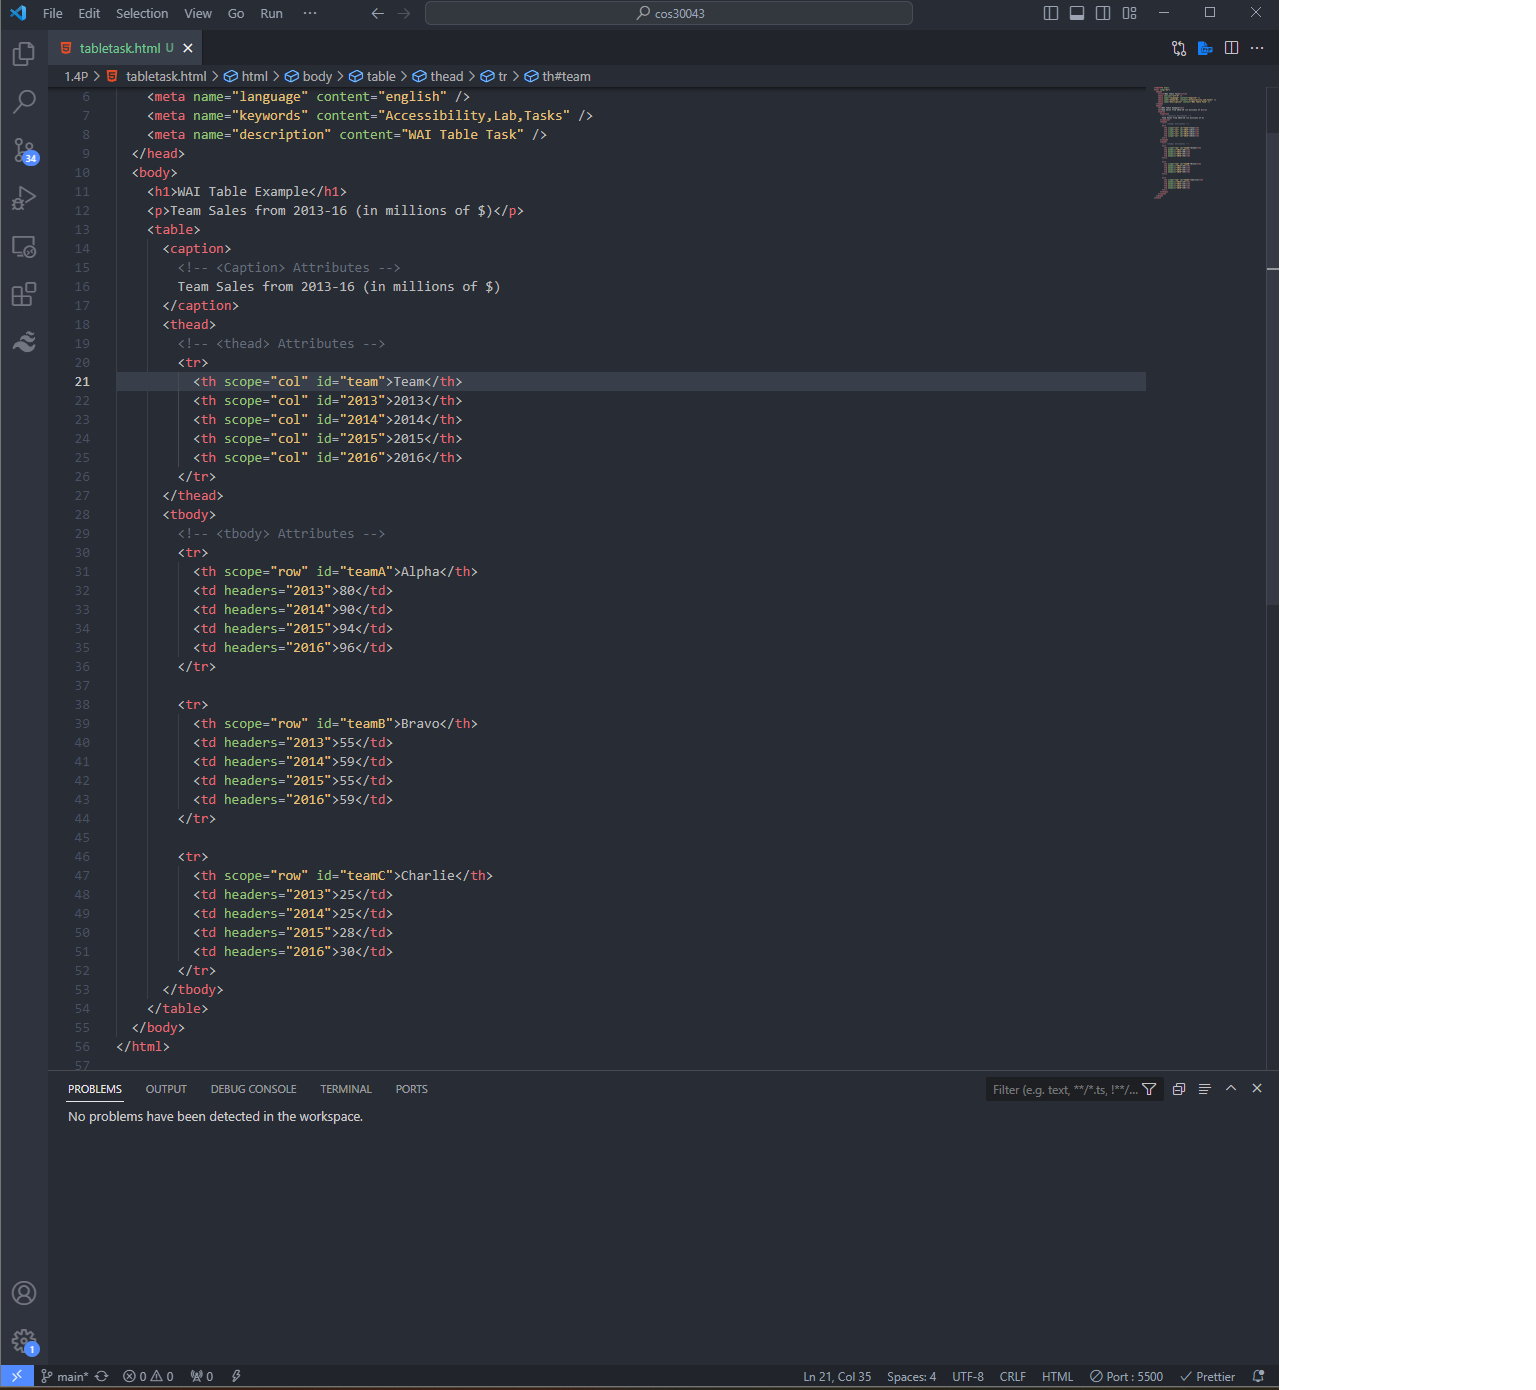 File Edit Selection View Go Run ··· cos30043
tabletask.html U
1.4P > tabletask.html > html > body > table > thead > tr > th#team
6 <meta name="language" content="english" />
7 <meta name="keywords" content="Accessibility,Lab,Tasks" />
8 <meta name="description" content="WAI Table Task" />
9 </head>
10 <body>
11 <h1>WAI Table Example</h1>
12 <p>Team Sales from 2013-16 (in millions of $)</p>
13 <table>
14 <caption>
15 <!-- <Caption> Attributes -->
16 Team Sales from 2013-16 (in millions of $)
17 </caption>
18 <thead>
19 <!-- <thead> Attributes -->
20 <tr>
21 <th scope="col" id="team">Team</th>
22 <th scope="col" id="2013">2013</th>
23 <th scope="col" id="2014">2014</th>
24 <th scope="col" id="2015">2015</th>
25 <th scope="col" id="2016">2016</th>
26 </tr>
27 </thead>
28 <tbody>
29 <!-- <tbody> Attributes -->
30 <tr>
31 <th scope="row" id="teamA">Alpha</th>
32 <td headers="2013">80</td>
33 <td headers="2014">90</td>
34 <td headers="2015">94</td>
35 <td headers="2016">96</td>
36 </tr>
37
38 <tr>
39 <th scope="row" id="teamB">Bravo</th>
40 <td headers="2013">55</td>
41 <td headers="2014">59</td>
42 <td headers="2015">55</td>
43 <td headers="2016">59</td>
44 </tr>
45
46 <tr>
47 <th scope="row" id="teamC">Charlie</th>
48 <td headers="2013">25</td>
49 <td headers="2014">25</td>
50 <td headers="2015">28</td>
51 <td headers="2016">30</td>
52 </tr>
53 </tbody>
54 </table>
55 </body>
56 </html>
57
34
PROBLEMS OUTPUT DEBUG CONSOLE TERMINAL PORTS Filter (e.g. text, **/*.ts, !**/...
No problems have been detected in the workspace.
1
main* 0 0 0 Ln 21, Col 35 Spaces: 4 UTF-8 CRLF HTML Port : 5500 Prettier